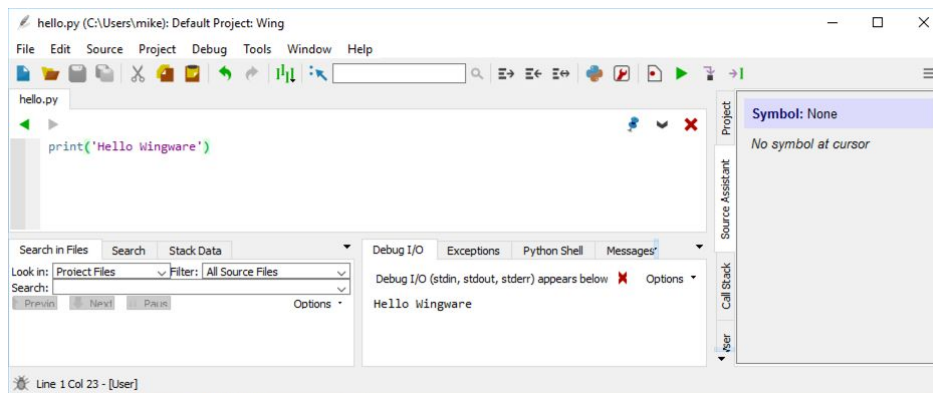 hello.py (C:\Users\mike): Default Project: Wing
File Edit Source Project Debug Tools Window Help
hello.py
print('Hello Wingware')
Project
Source Assistant
Call Stack
Symbol: None
No symbol at cursor
Search in Files Search Stack Data
Look in: Project Files Filter: All Source Files
Search:
Previn Next Paus Options
Debug I/O Exceptions Python Shell Messages
Debug I/O (stdin, stdout, stderr) appears below Options
Hello Wingware
Line 1 Col 23 - [User]